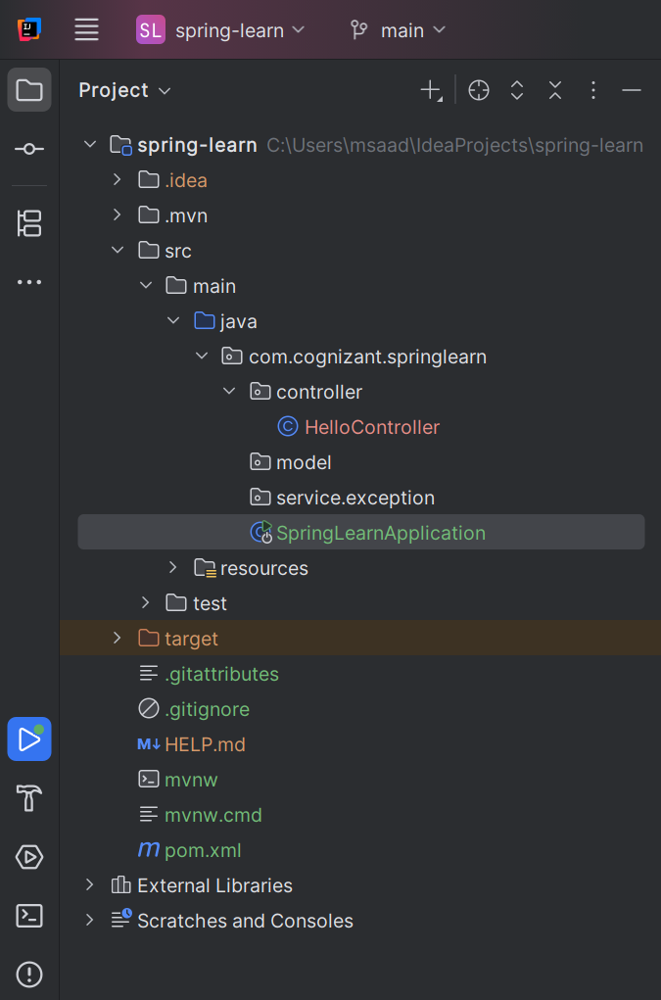 SL spring-learn main
Project
spring-learn C:\Users\msaad\IdeaProjects\spring-learn
.idea
.mvn
src
main
java
com.cognizant.springlearn
controller
C HelloController
model
service.exception
C SpringLearnApplication
resources
test
target
.gitattributes
.gitignore
M↓ HELP.md
mvnw
mvnw.cmd
m pom.xml
External Libraries
Scratches and Consoles